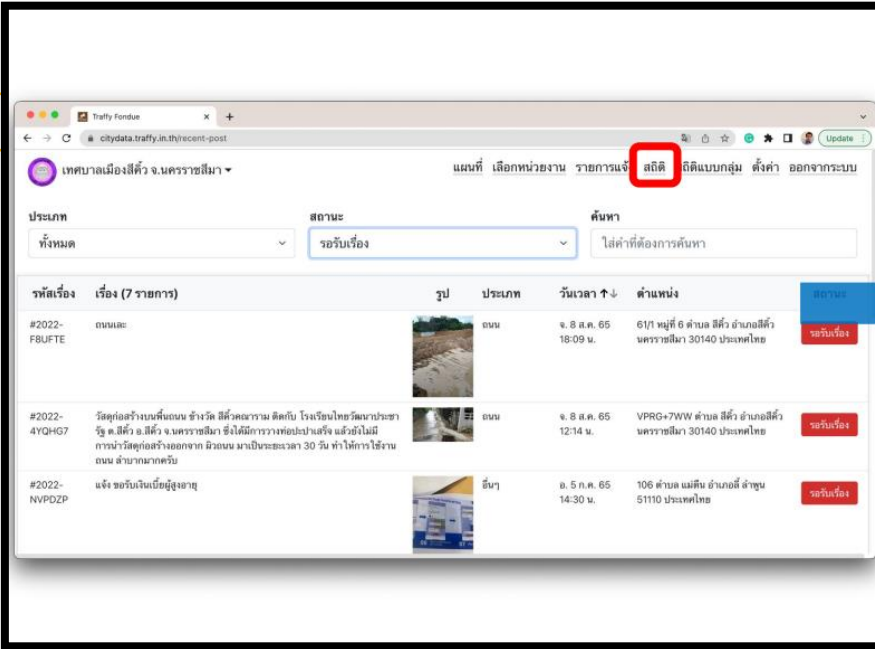 Traffy Fondue
citydata.traffy.in.th/recent-post
Update
เทศบาลเมืองสีคิ้ว จ.นครราชสีมา
แผนที่ เลือกหน่วยงาน รายการแจ้ง สถิติ สถิติแบบกลุ่ม ตั้งค่า ออกจากระบบ
ประเภท สถานะ ค้นหา
ทั้งหมด รอรับเรื่อง ใส่คำที่ต้องการค้นหา
รหัสเรื่อง เรื่อง (7 รายการ) รูป ประเภท วันเวลา ↑↓ ตำแหน่ง สถานะ
#2022- ถนนเละ ถนน จ. 8 ส.ค. 65 61/1 หมู่ที่ 6 ตำบล สีคิ้ว อำเภอสีคิ้ว
F8UFTE 18:09 น. นครราชสีมา 30140 ประเทศไทย รอรับเรื่อง
#2022- วัสดุก่อสร้างบนพื้นถนน ข้างวัด สีคิ้วคณาราม ติดกับ โรงเรียนไทยวัฒนาประชา ถนน จ. 8 ส.ค. 65 VPRG+7WW ตำบล สีคิ้ว อำเภอสีคิ้ว
4YQHG7 รัฐ ต.สีคิ้ว อ.สีคิ้ว จ.นครราชสีมา ซึ่งได้มีการวางท่อปะปาเสร็จ แล้วยังไม่มี 12:14 น. นครราชสีมา 30140 ประเทศไทย รอรับเรื่อง
การนำวัสดุก่อสร้างออกจาก ผิวถนน มาเป็นระยะเวลา 30 วัน ทำให้การใช้งาน
ถนน ลำบากมากครับ
#2022- แจ้ง ขอรับเงินเบี้ยผู้สูงอายุ อื่นๆ อ. 5 ก.ค. 65 106 ตำบล แม่ตืน อำเภอลี้ ลำพูน
NVPDZP 14:30 น. 51110 ประเทศไทย รอรับเรื่อง